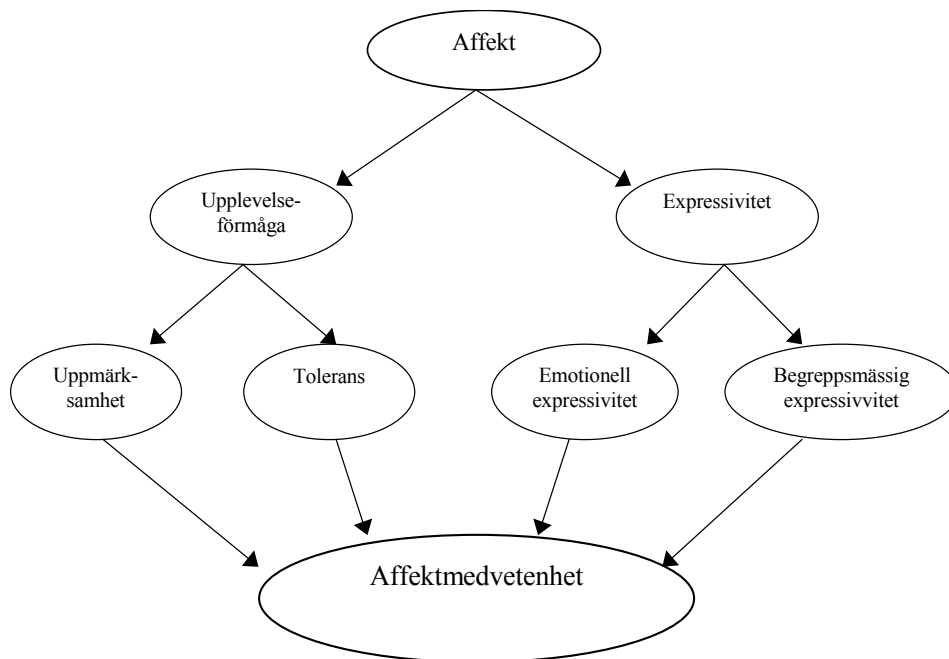 Affekt
Upplevelse-
förmåga
Expressivitet
Uppmärk-
samhet
Tolerans
Emotionell
expressivitet
Begreppsmässig
expressivvitet
Affektmedvetenhet